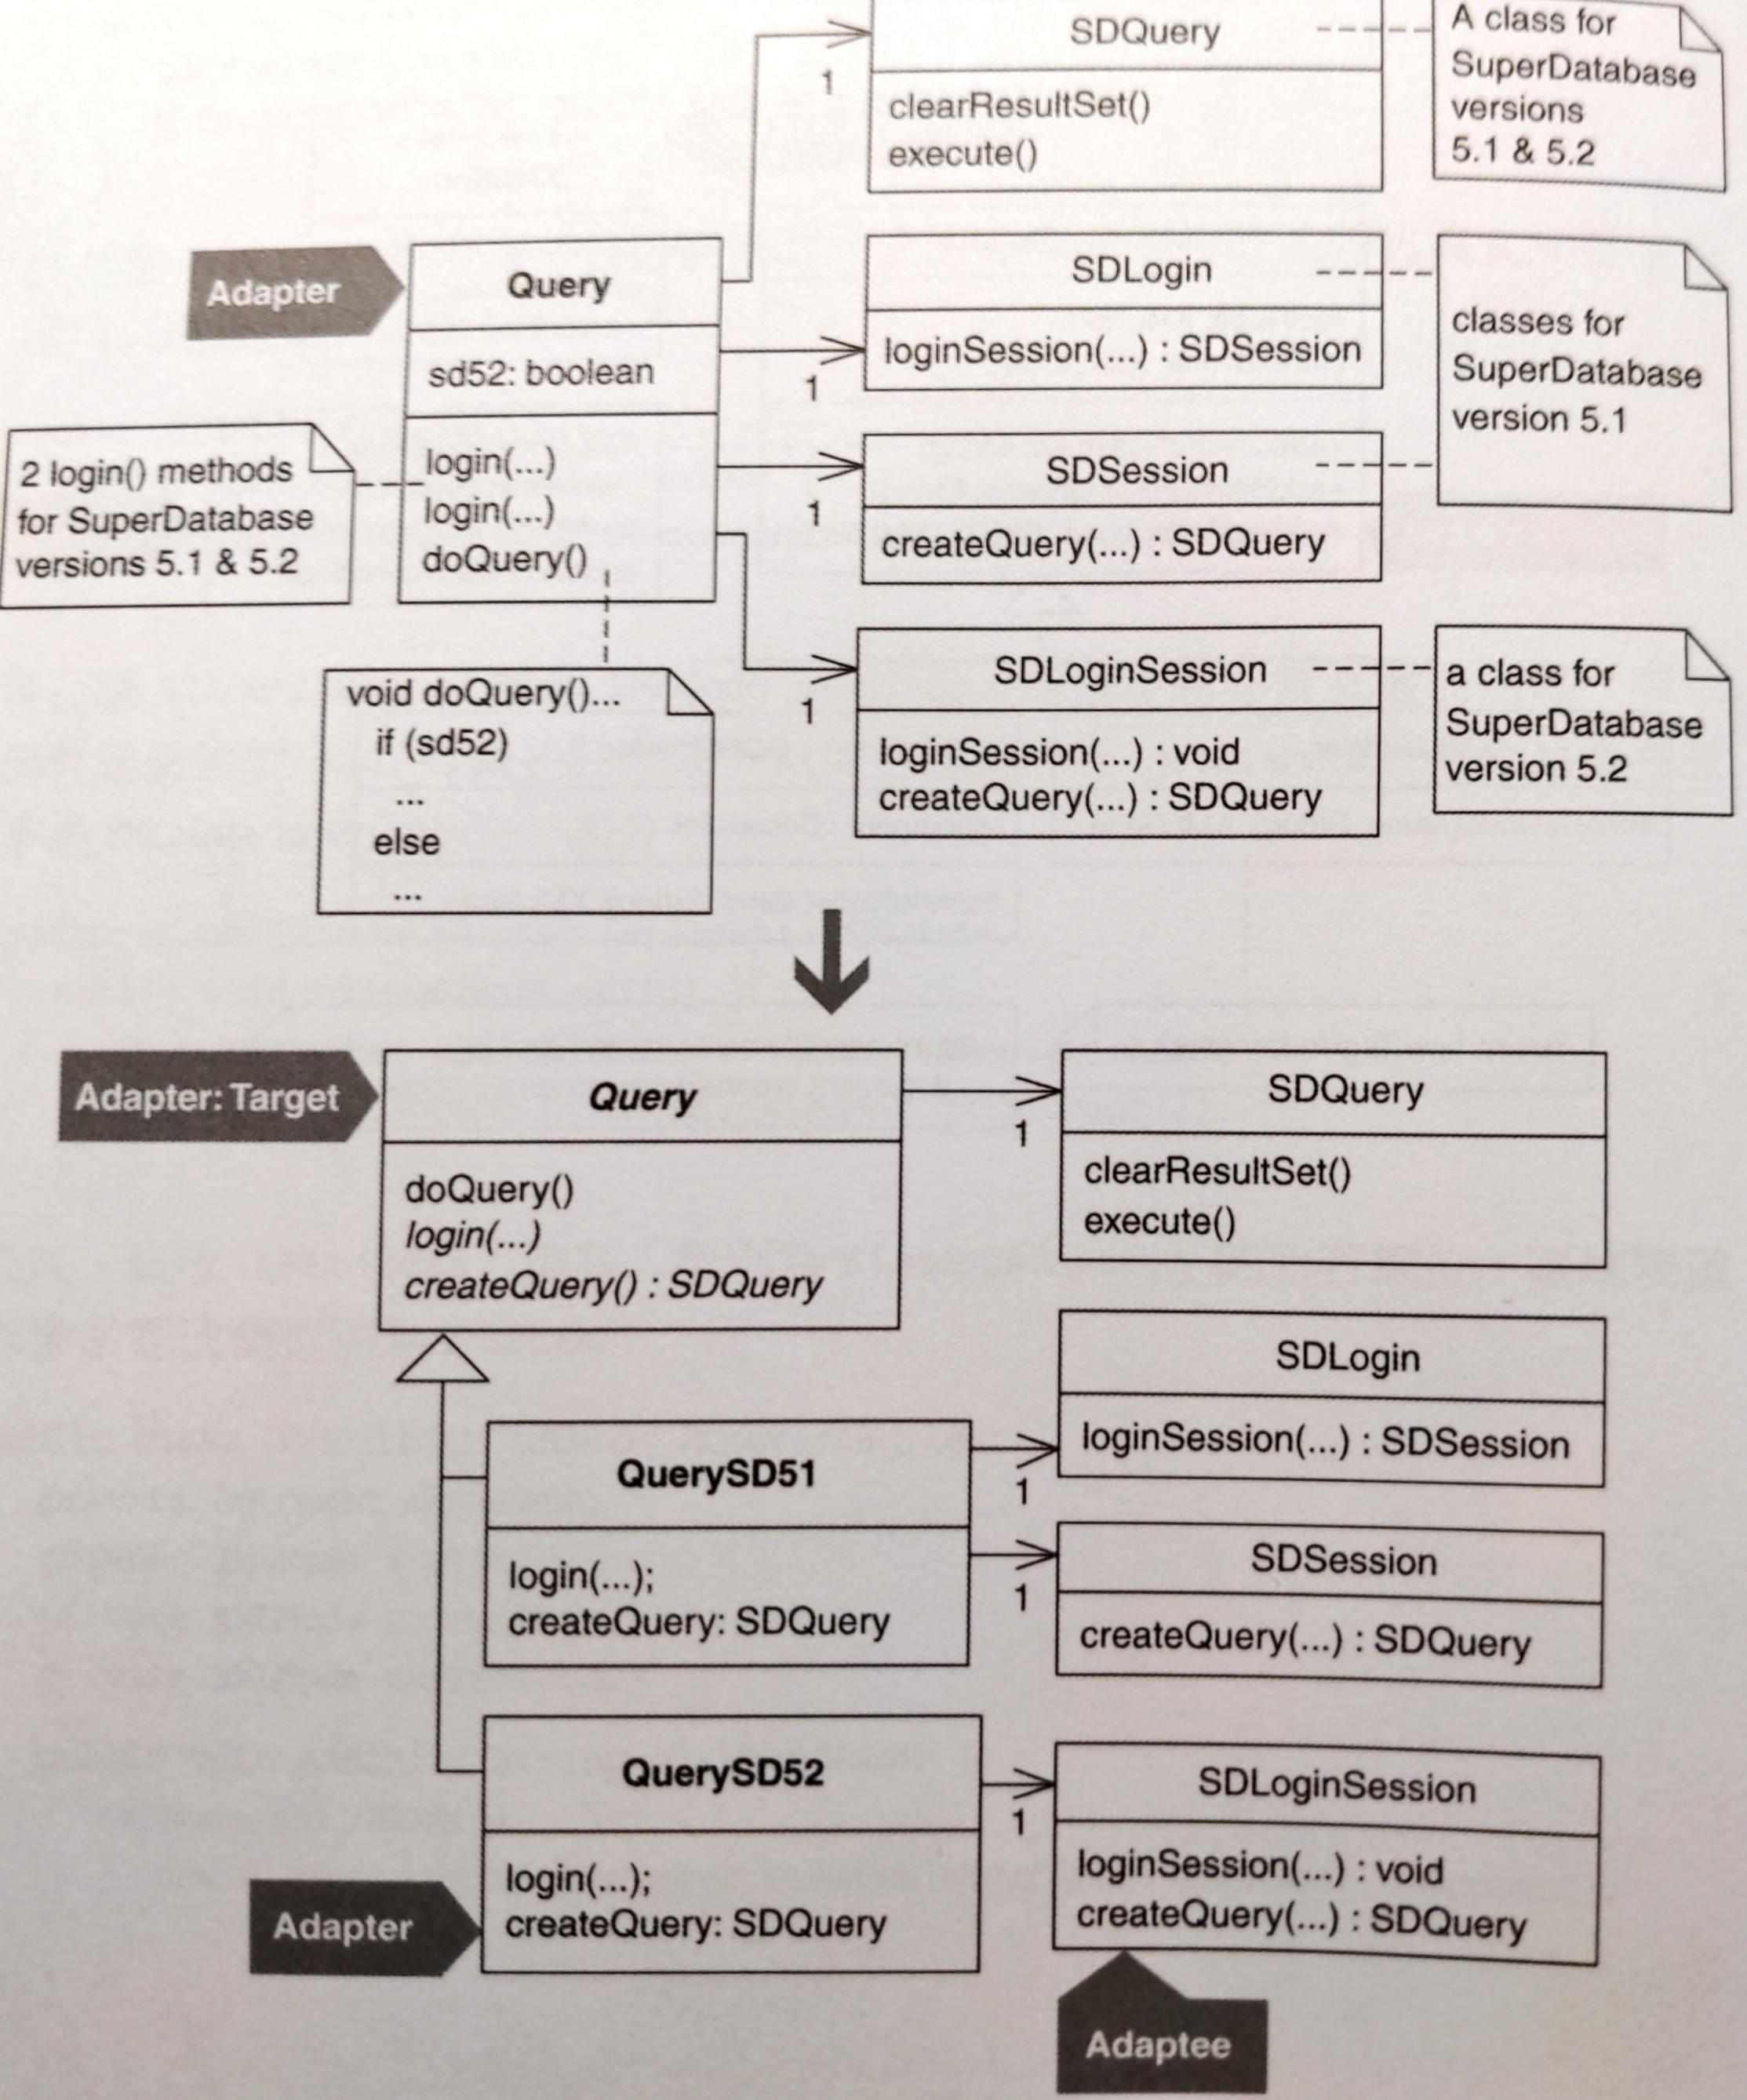 SDQuery
clearResultSet()
execute()
A class for
SuperDatabase
versions
5.1 & 5.2
1
Adapter
Query
sd52: boolean
login(...)
login(...)
doQuery()
2 login() methods
for SuperDatabase
versions 5.1 & 5.2
void doQuery()...
if (sd52)
...
else
...
SDLogin
loginSession(...) : SDSession
1
classes for
SuperDatabase
version 5.1
SDSession
createQuery(...) : SDQuery
1
SDLoginSession
loginSession(...) : void
createQuery(...) : SDQuery
1
a class for
SuperDatabase
version 5.2
Adapter: Target
Query
doQuery()
login(...)
createQuery() : SDQuery
1
SDQuery
clearResultSet()
execute()
QuerySD51
login(...);
createQuery: SDQuery
1
SDLogin
loginSession(...) : SDSession
1
SDSession
createQuery(...) : SDQuery
Adapter
QuerySD52
login(...);
createQuery: SDQuery
1
SDLoginSession
loginSession(...) : void
createQuery(...) : SDQuery
Adaptee